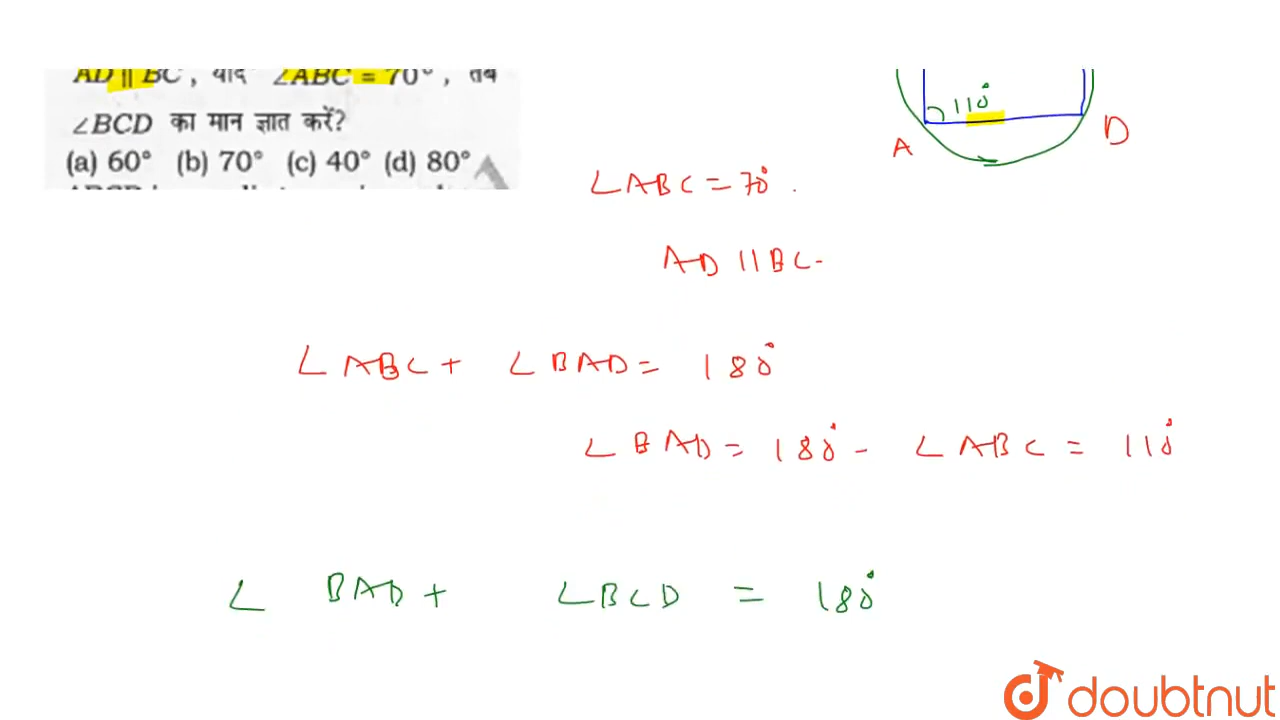 AD || BC, यदि ∠ABC = 70°, तब
∠BCD का मान ज्ञात करें?
(a) 60° (b) 70° (c) 40° (d) 80°
110°
A
D
∠ABC = 70°.
AD || BC.
∠ABC + ∠BAD = 180°
∠BAD = 180° - ∠ABC = 110°
∠BAD + ∠BCD = 180°
doubtnut